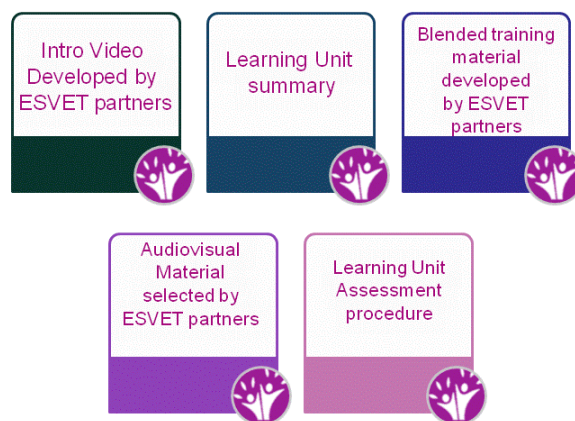 Intro Video
Developed by
ESVET partners
Learning Unit
summary
Blended training
material
developed
by ESVET
partners
Audiovisual
Material
selected by
ESVET partners
Learning Unit
Assessment
procedure